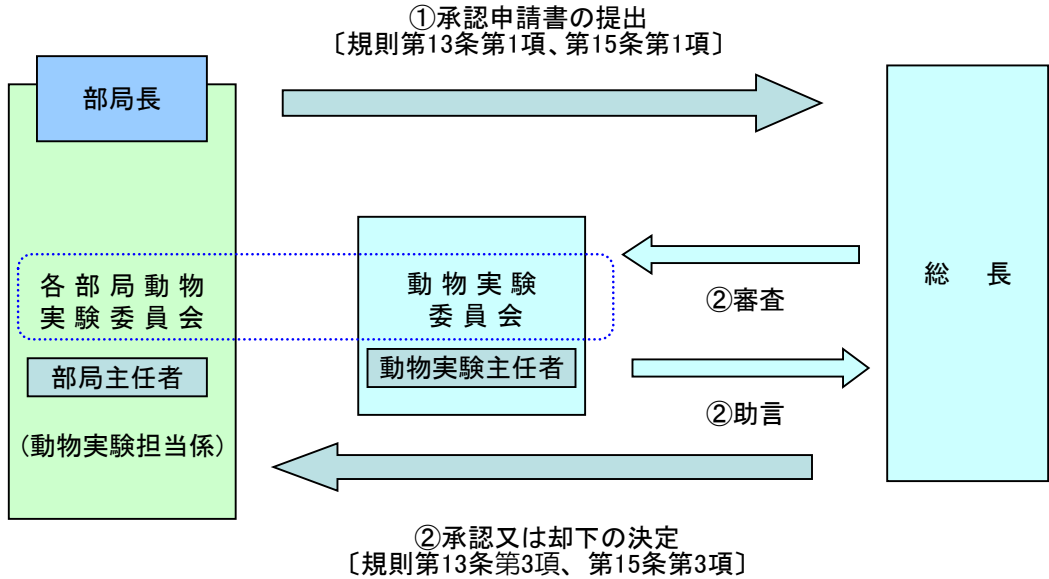 ①承認申請書の提出
〔規則第13条第1項、第15条第1項〕
部局長
各部局動物
実験委員会
部局主任者
(動物実験担当係)
動物実験
委員会
動物実験主任者
②審査
②助言
総 長
②承認又は却下の決定
〔規則第13条第3項、第15条第3項〕